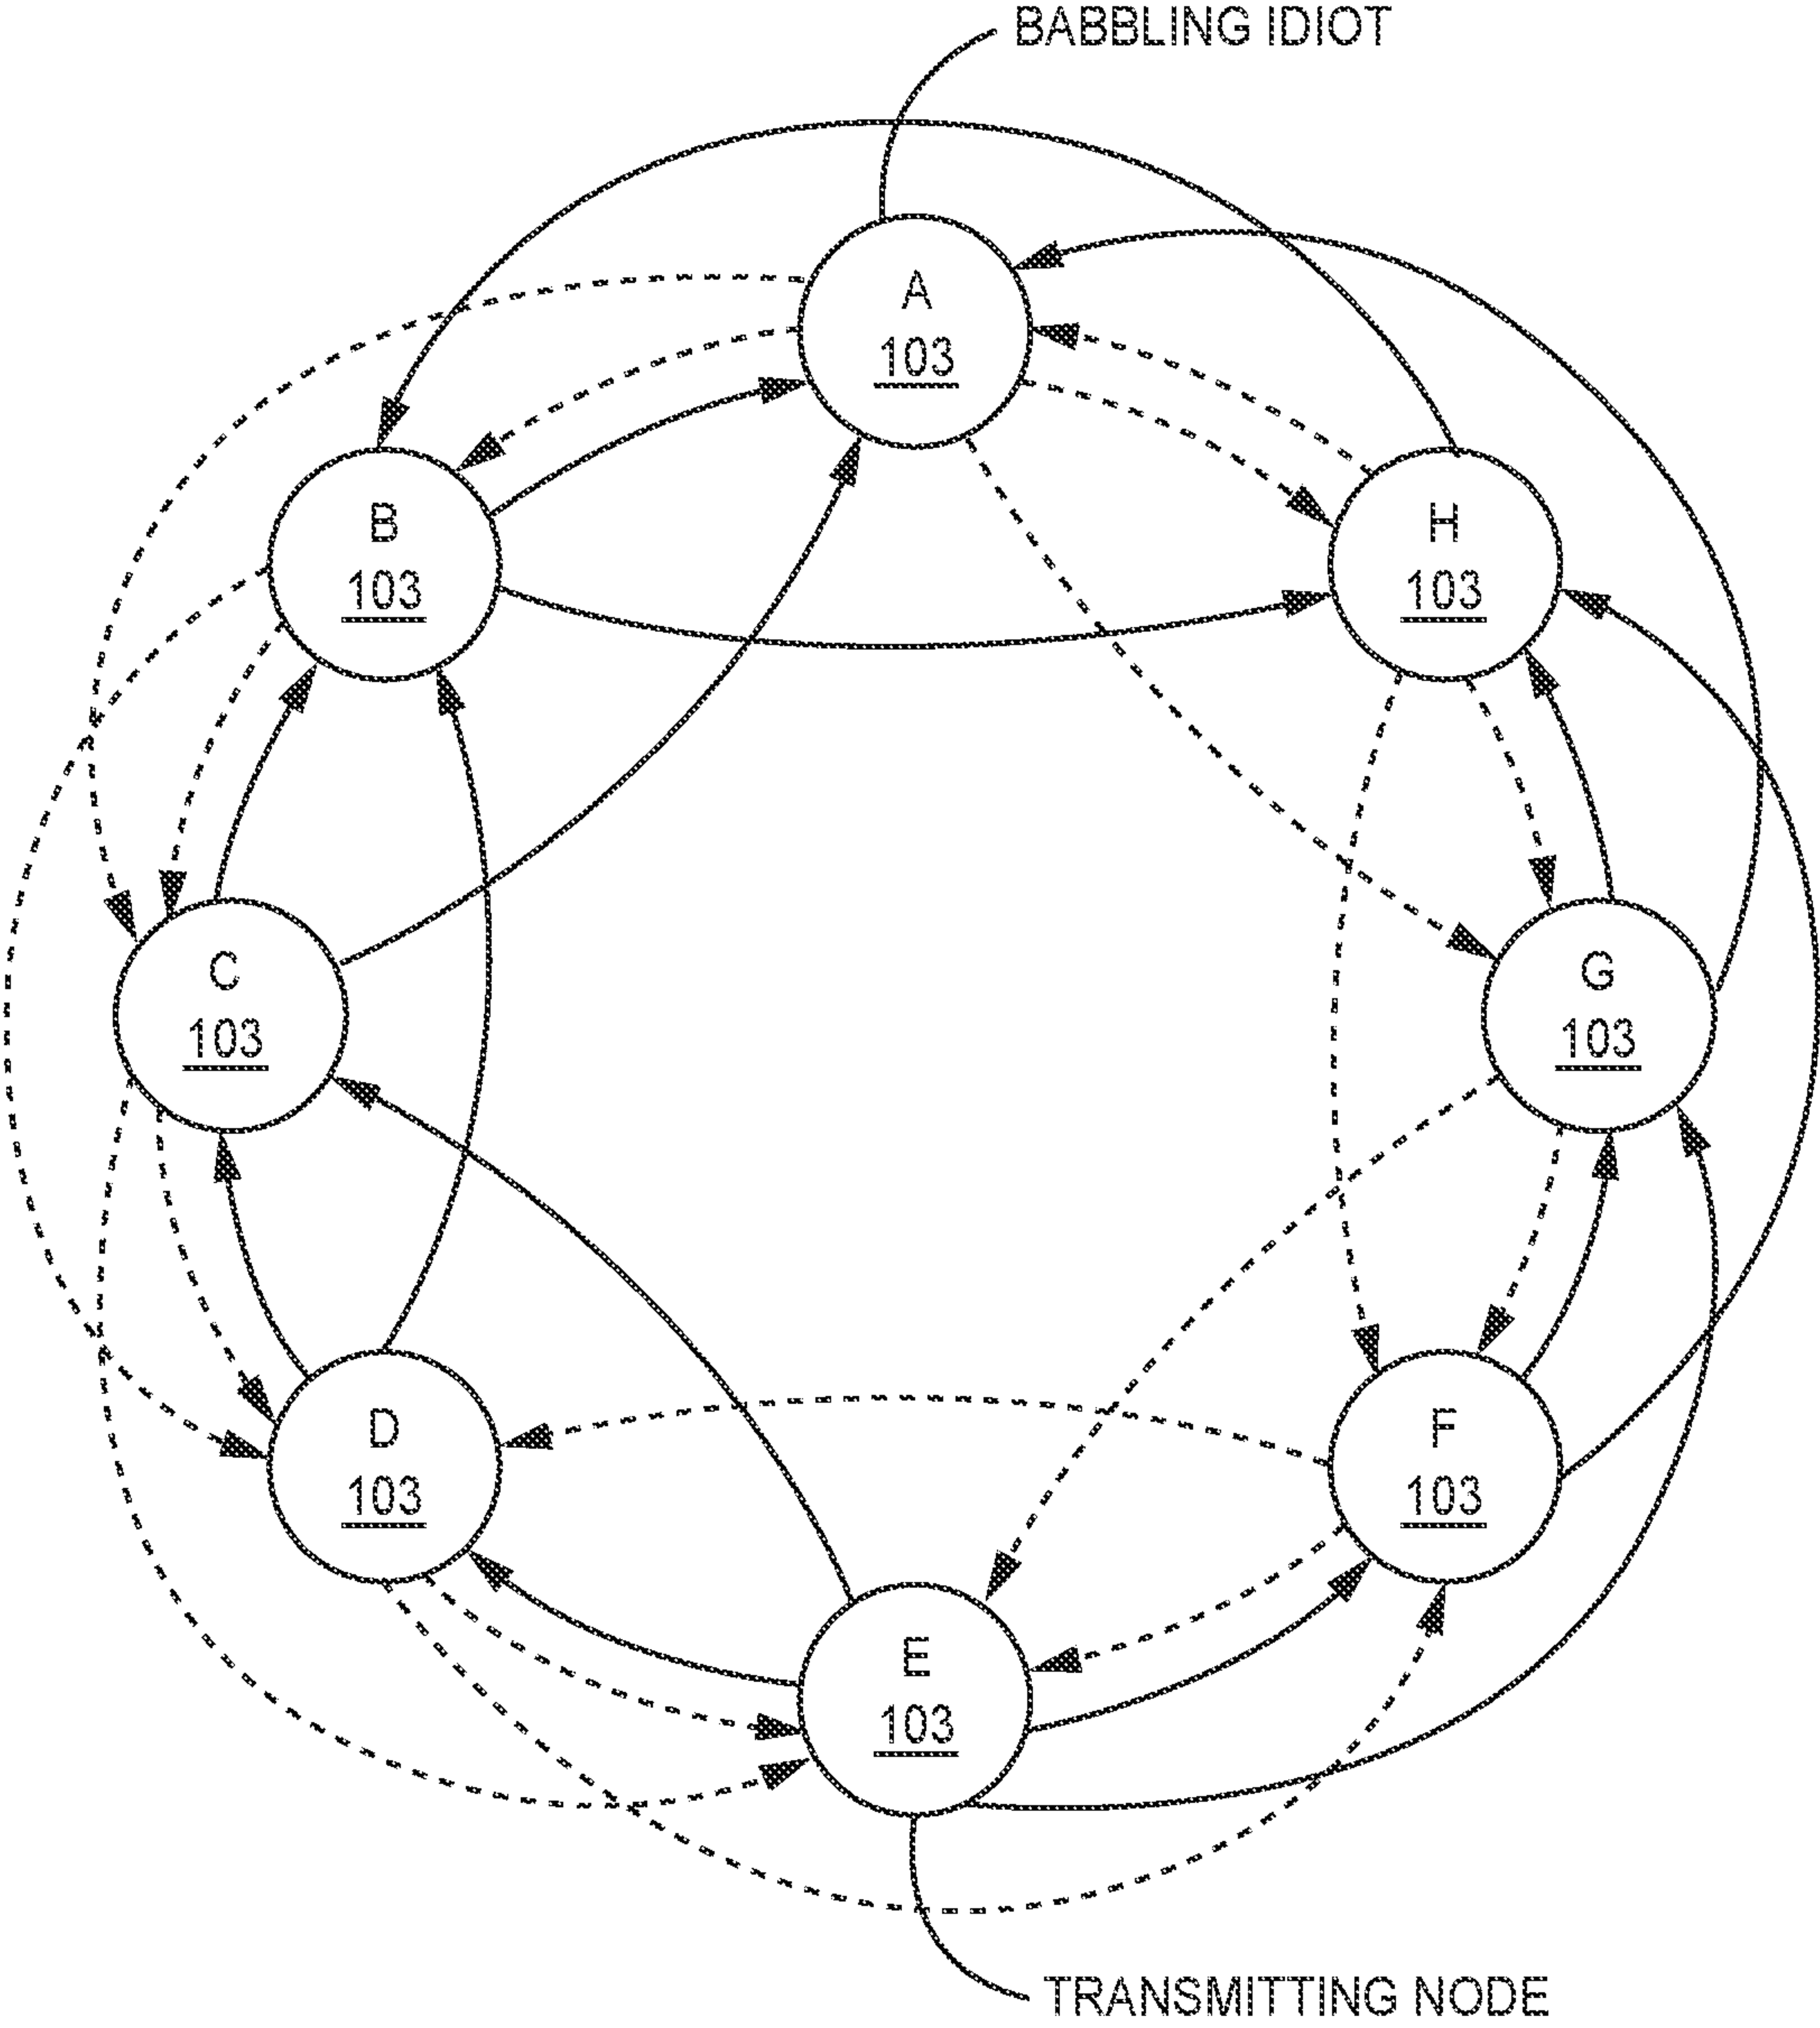 BABBLING IDIOT
A
103
B
103
H
103
C
103
G
103
D
103
F
103
E
103
TRANSMITTING NODE